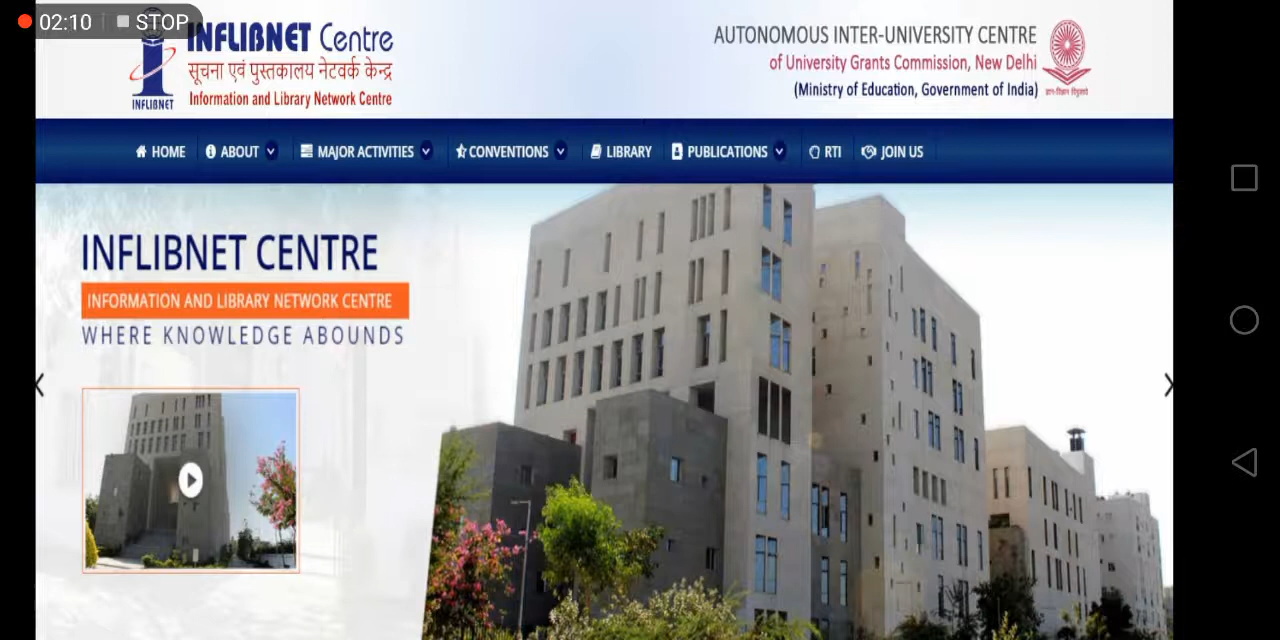 02:10 STOP
INFLIBNET Centre
सूचना एवं पुस्तकालय नेटवर्क केन्द्र
Information and Library Network Centre
INFLIBNET
AUTONOMOUS INTER-UNIVERSITY CENTRE
of University Grants Commission, New Delhi
(Ministry of Education, Government of India)
ज्ञान-विज्ञान विमुक्तये
HOME ABOUT MAJOR ACTIVITIES CONVENTIONS LIBRARY PUBLICATIONS RTI JOIN US
INFLIBNET CENTRE
INFORMATION AND LIBRARY NETWORK CENTRE
WHERE KNOWLEDGE ABOUNDS